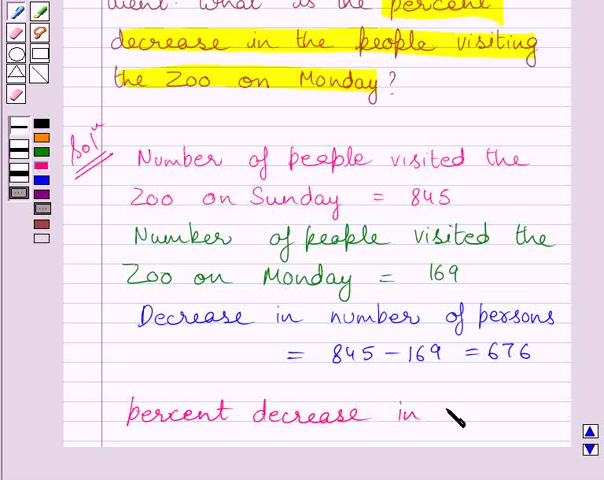 went. What is the percent
decrease in the people visiting
the Zoo on Monday?
Solⁿ
Number of people visited the
Zoo on Sunday = 845
Number of people visited the
Zoo on Monday = 169
Decrease in number of persons
= 845 - 169 = 676
percent decrease in